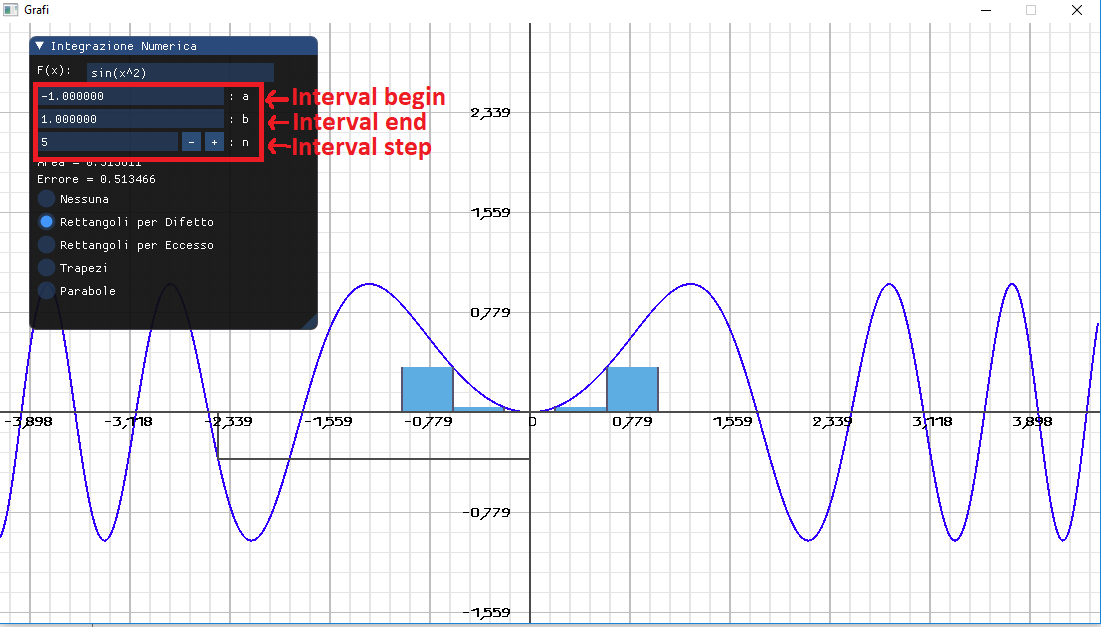 Grafi
Integrazione Numerica
F(x): sin(x^2)
-1.000000 : a Interval begin
1.000000 : b Interval end
5 - + : n Interval step
Area = 0.513011
Errore = 0.513466
Nessuna
Rettangoli per Difetto
Rettangoli per Eccesso
Trapezi
Parabole
2,339
1,559
0,779
-3,898 -3,118 -2,339 -1,559 -0,779 0 0,779 1,559 2,339 3,118 3,898
-0,779
-1,559